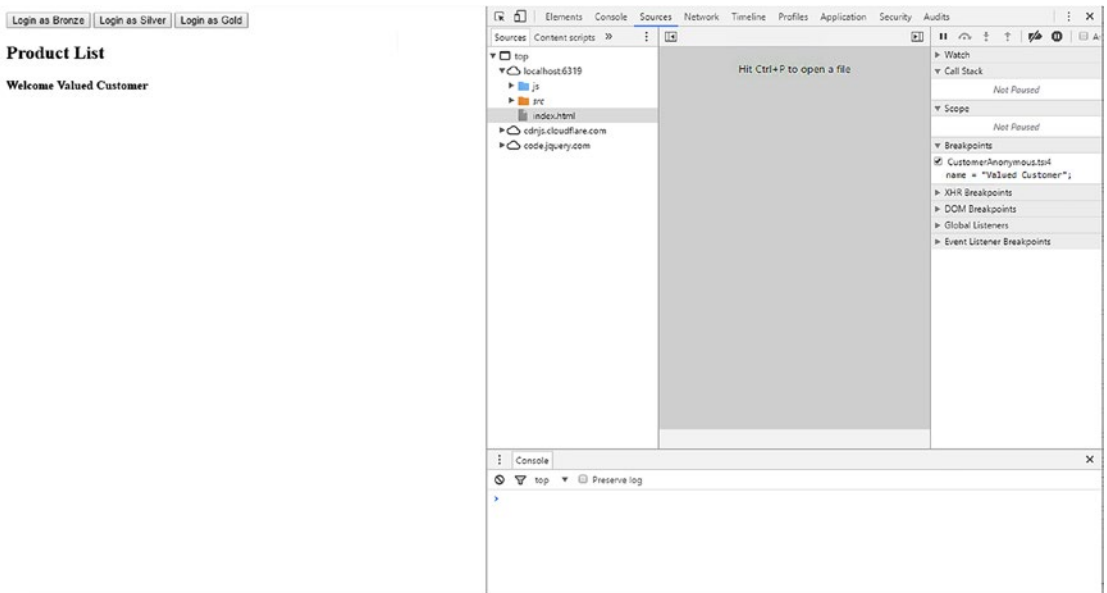 Login as Bronze Login as Silver Login as Gold
Product List
Welcome Valued Customer
Elements Console Sources Network Timeline Profiles Application Security Audits
Sources Content scripts »
top
localhost:6319
js
src
index.html
cdnjs.cloudflare.com
code.jquery.com
Hit Ctrl+P to open a file
Watch
Call Stack
Not Paused
Scope
Not Paused
Breakpoints
CustomerAnonymous.ts:4
name = "Valued Customer";
XHR Breakpoints
DOM Breakpoints
Global Listeners
Event Listener Breakpoints
Console
top Preserve log